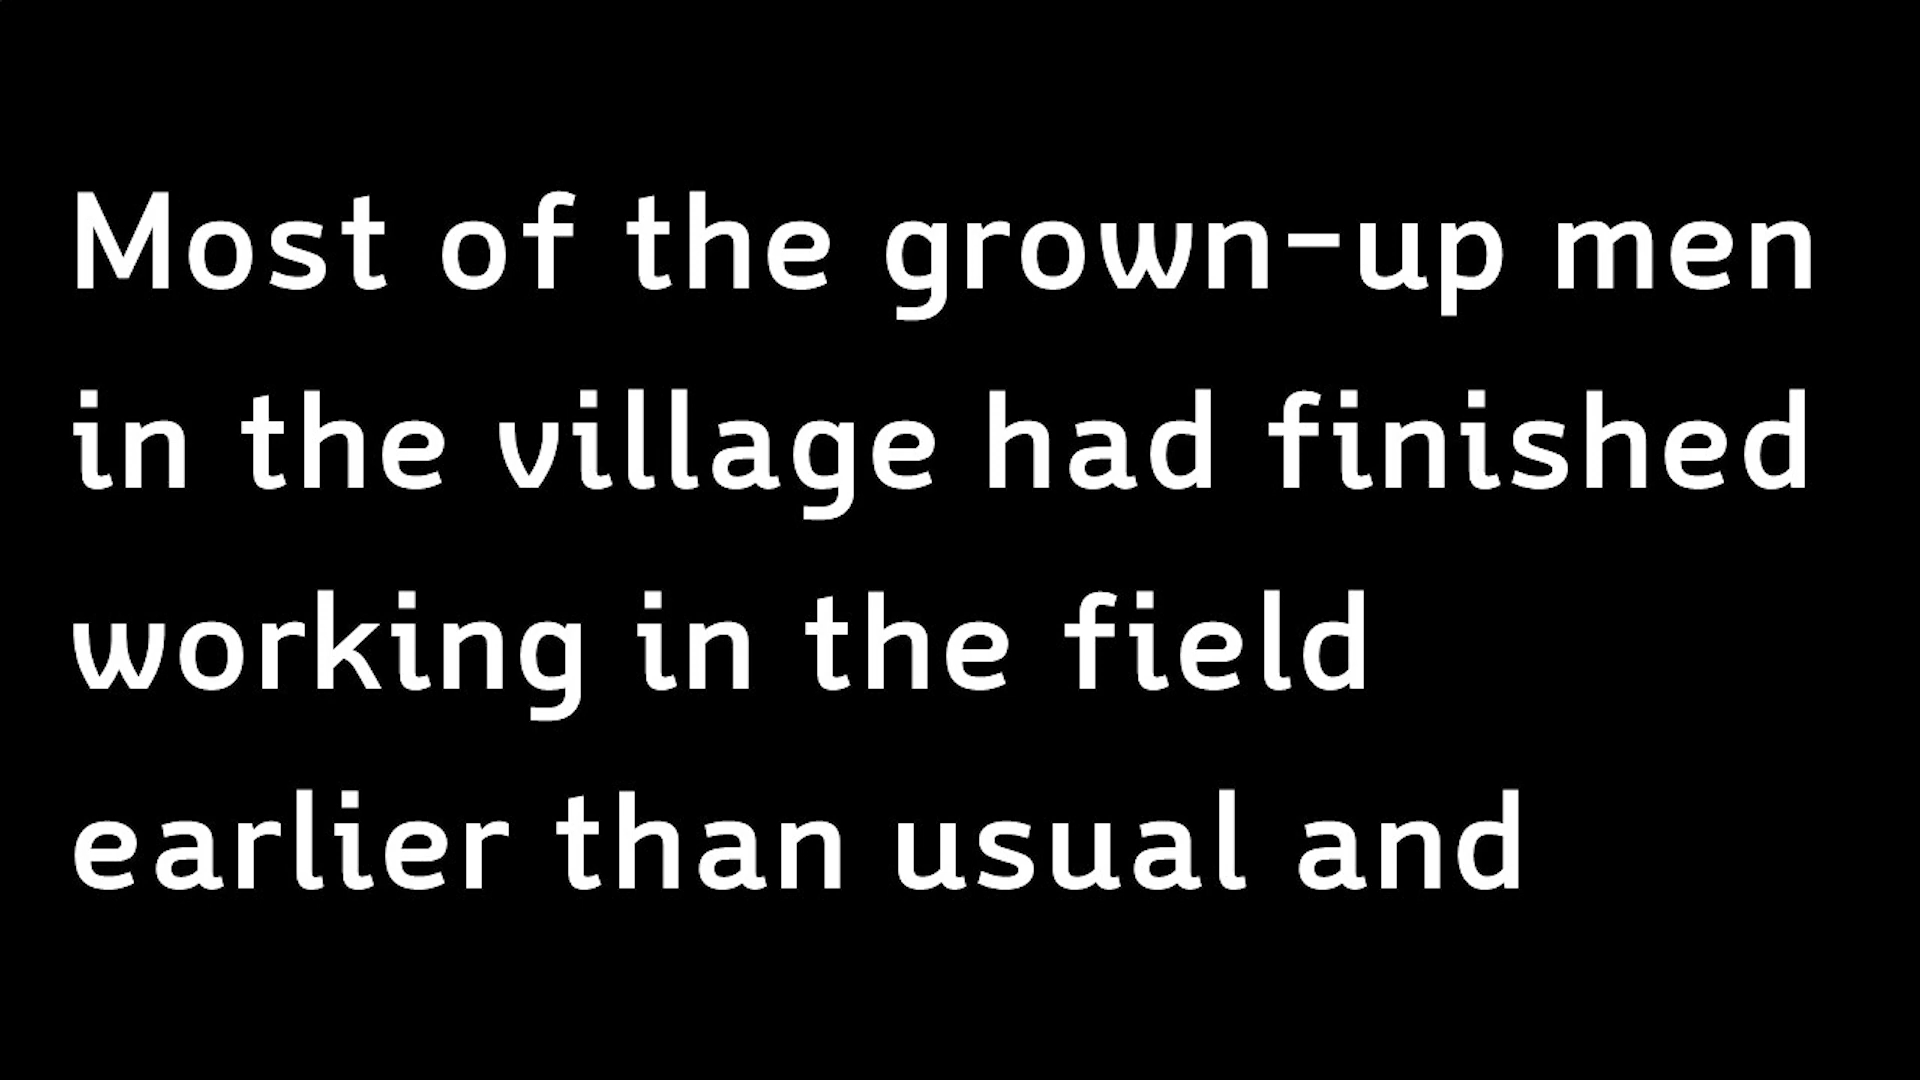 Most of the grown-up men
in the village had finished
working in the field
earlier than usual and